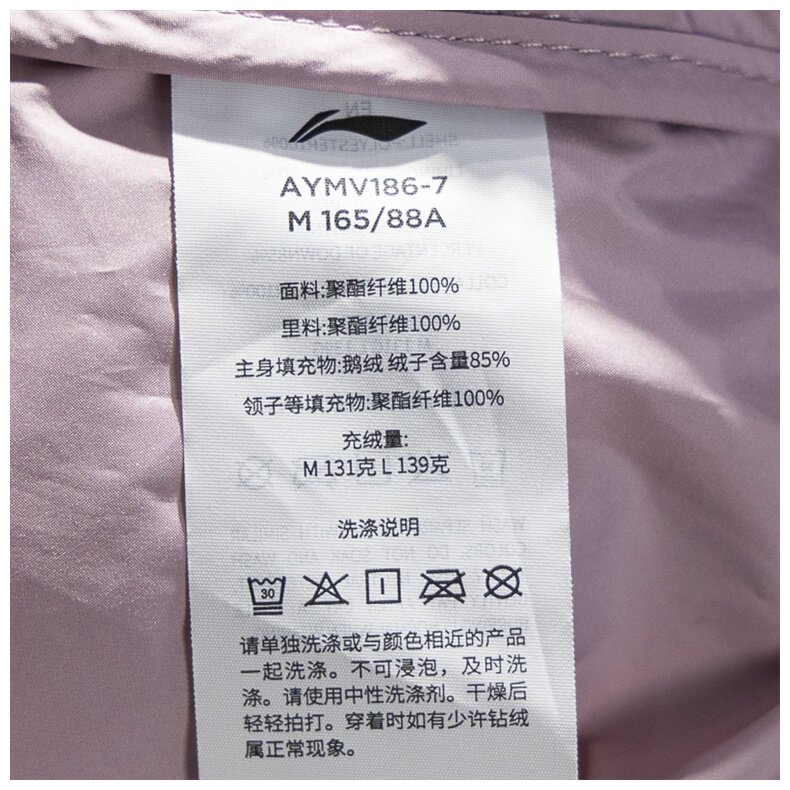 AYMV186-7
M 165/88A
面料:聚酯纤维100%
里料:聚酯纤维100%
主身填充物:鹅绒 绒子含量85%
领子等填充物:聚酯纤维100%
充绒量:
M 131克 L 139克
洗涤说明
30
请单独洗涤或与颜色相近的产品
一起洗涤。不可浸泡，及时洗
涤。请使用中性洗涤剂。干燥后
轻轻拍打。穿着时如有少许钻绒
属正常现象。